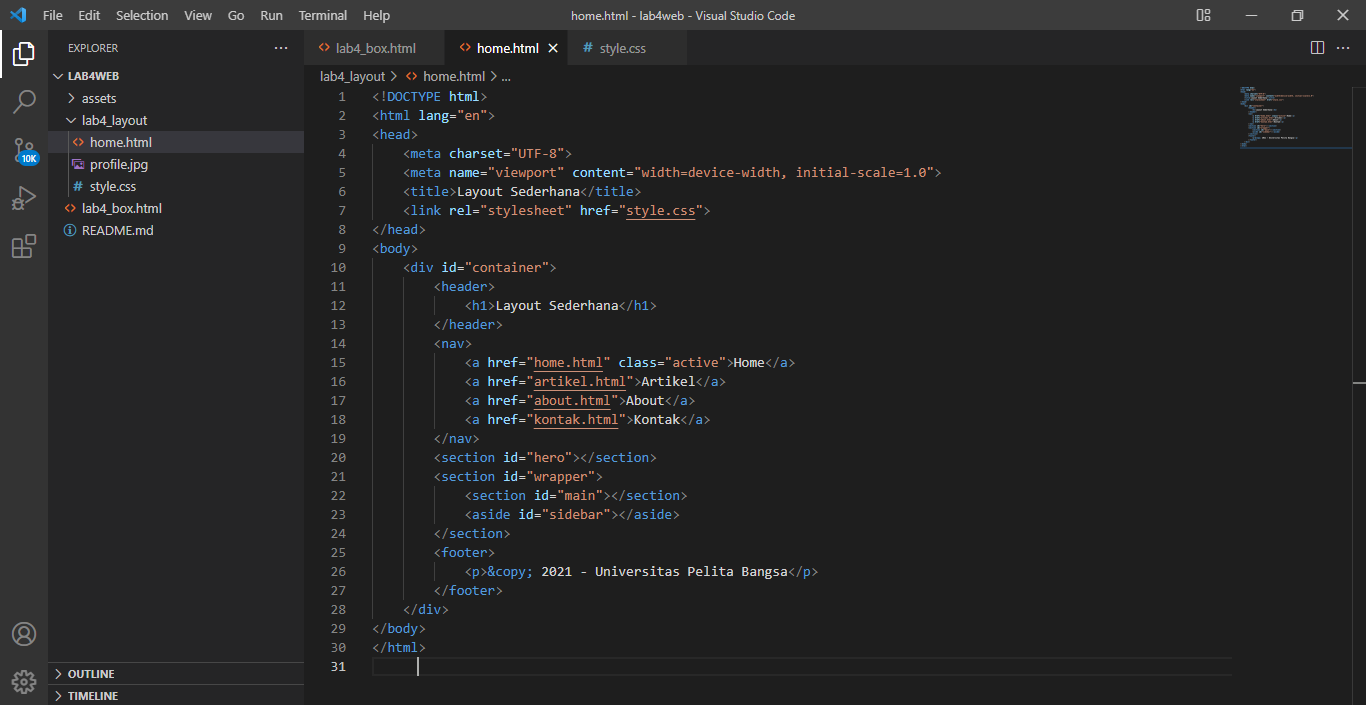 File Edit Selection View Go Run Terminal Help home.html - lab4web - Visual Studio Code
EXPLORER
LAB4WEB
assets
lab4_layout
home.html
profile.jpg
style.css
lab4_box.html
README.md
10K
OUTLINE
TIMELINE
lab4_box.html home.html style.css
lab4_layout > home.html > ...
1 <!DOCTYPE html>
2 <html lang="en">
3 <head>
4 <meta charset="UTF-8">
5 <meta name="viewport" content="width=device-width, initial-scale=1.0">
6 <title>Layout Sederhana</title>
7 <link rel="stylesheet" href="style.css">
8 </head>
9 <body>
10 <div id="container">
11 <header>
12 <h1>Layout Sederhana</h1>
13 </header>
14 <nav>
15 <a href="home.html" class="active">Home</a>
16 <a href="artikel.html">Artikel</a>
17 <a href="about.html">About</a>
18 <a href="kontak.html">Kontak</a>
19 </nav>
20 <section id="hero"></section>
21 <section id="wrapper">
22 <section id="main"></section>
23 <aside id="sidebar"></aside>
24 </section>
25 <footer>
26 <p>&copy; 2021 - Universitas Pelita Bangsa</p>
27 </footer>
28 </div>
29 </body>
30 </html>
31